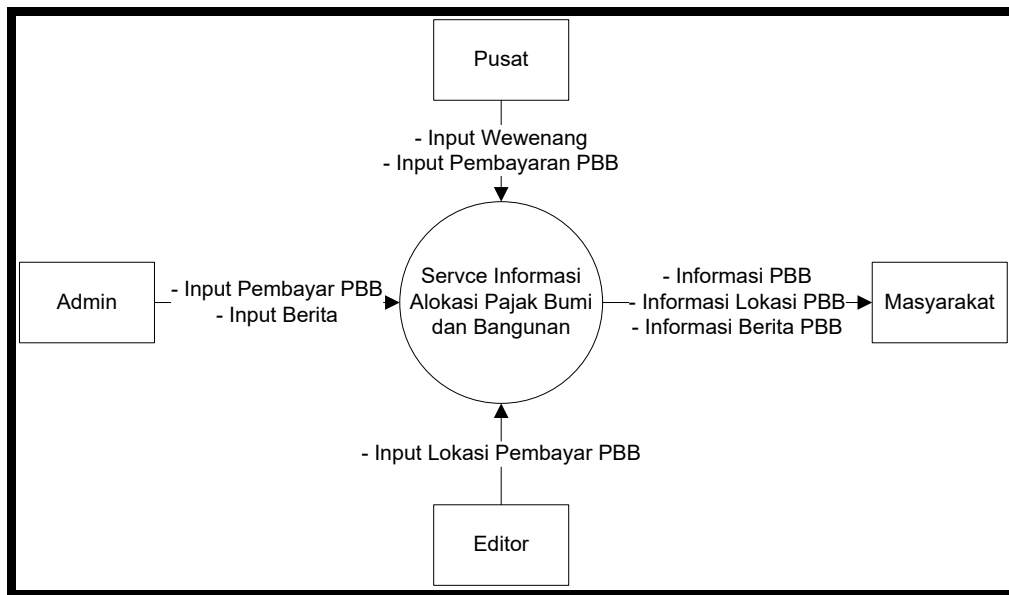 Pusat
- Input Wewenang
- Input Pembayaran PBB
Admin
- Input Pembayar PBB
- Input Berita
Servce Informasi
Alokasi Pajak Bumi
dan Bangunan
- Informasi PBB
- Informasi Lokasi PBB
- Informasi Berita PBB
Masyarakat
- Input Lokasi Pembayar PBB
Editor